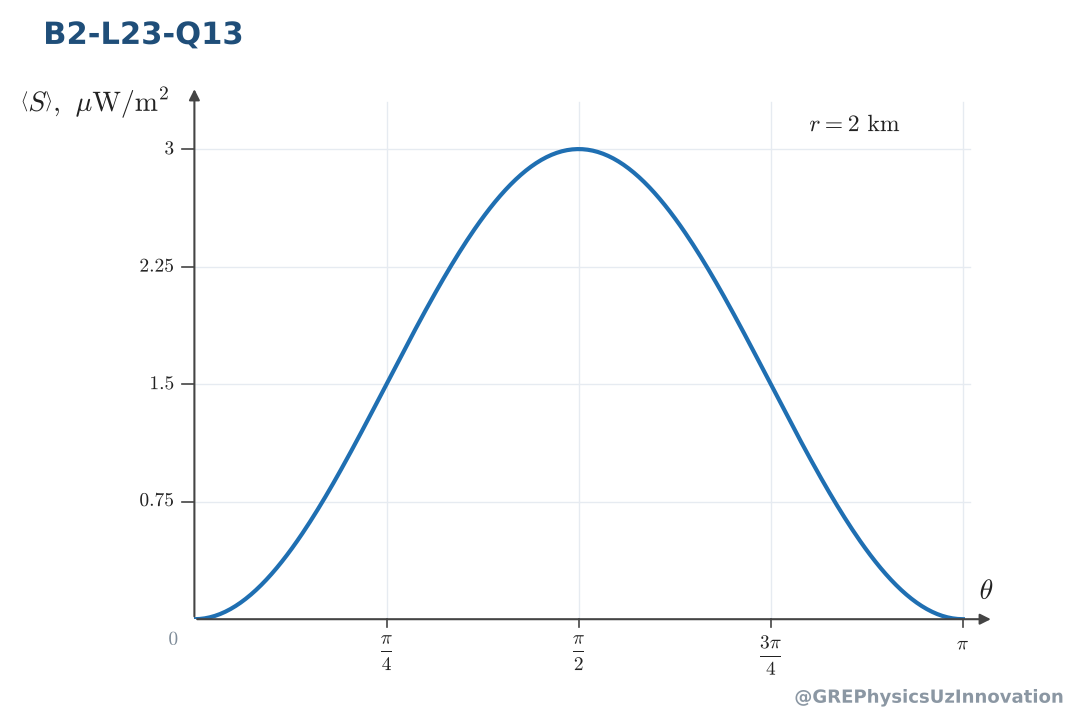 B2-L23-Q13
⟨S⟩, μW/m²
r = 2 km
3
2.25
1.5
0.75
0
θ
π/4
π/2
3π/4
π
@GREPhysicsUzInnovation